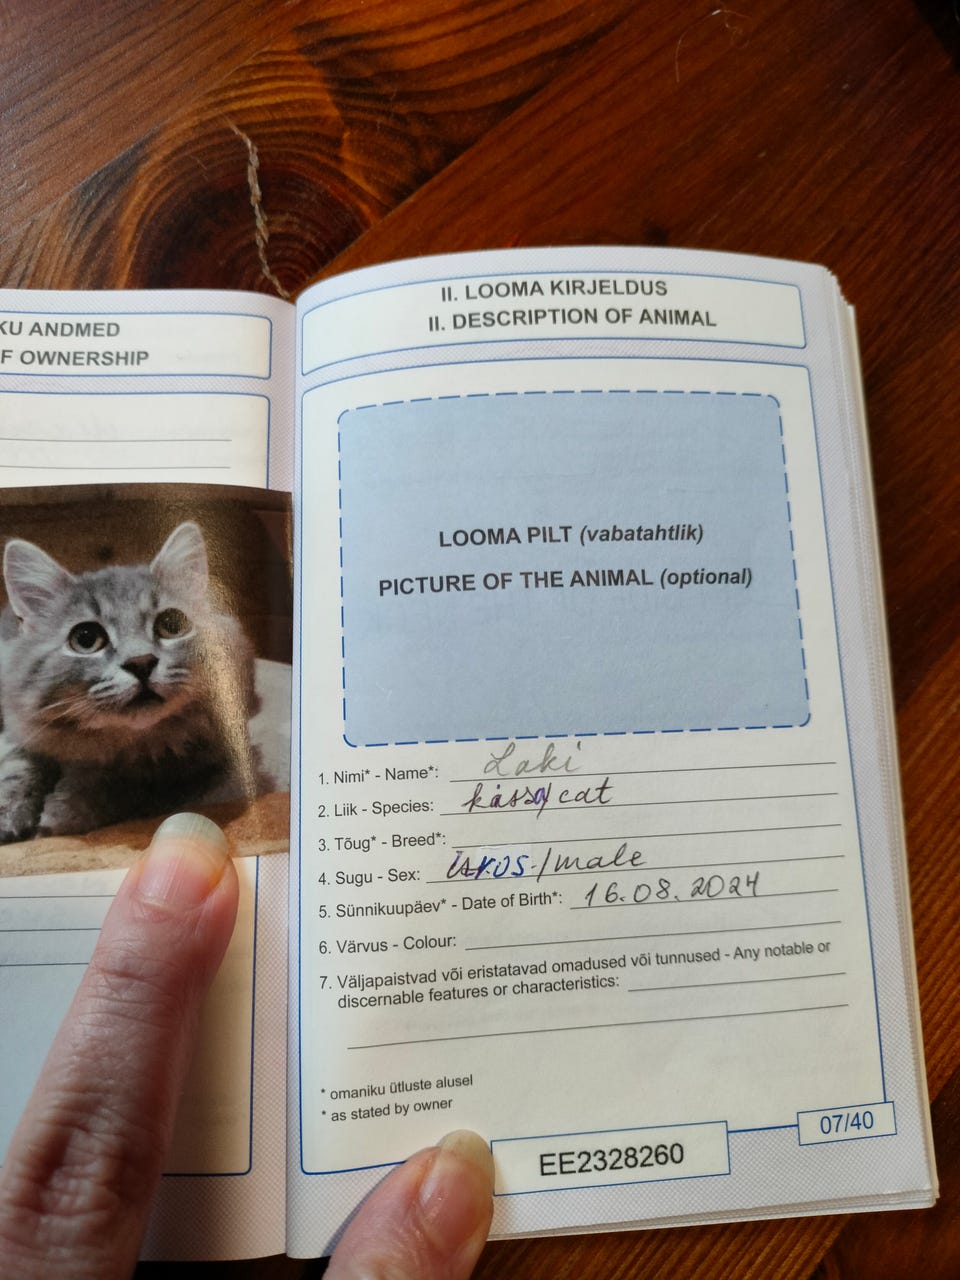 KU ANDMED
F OWNERSHIP
II. LOOMA KIRJELDUS
II. DESCRIPTION OF ANIMAL
LOOMA PILT (vabatahtlik)
PICTURE OF THE ANIMAL (optional)
1. Nimi* - Name*: Laki
2. Liik - Species: kass/cat
3. Tõug* - Breed*:
4. Sugu - Sex: /male
5. Sünnikuupäev* - Date of Birth*: 16.08.2024
6. Värvus - Colour:
7. Väljapaistvad või eristatavad omadused või tunnused - Any notable or
discernable features or characteristics:
* omaniku ütluste alusel
* as stated by owner
07/40
EE2328260